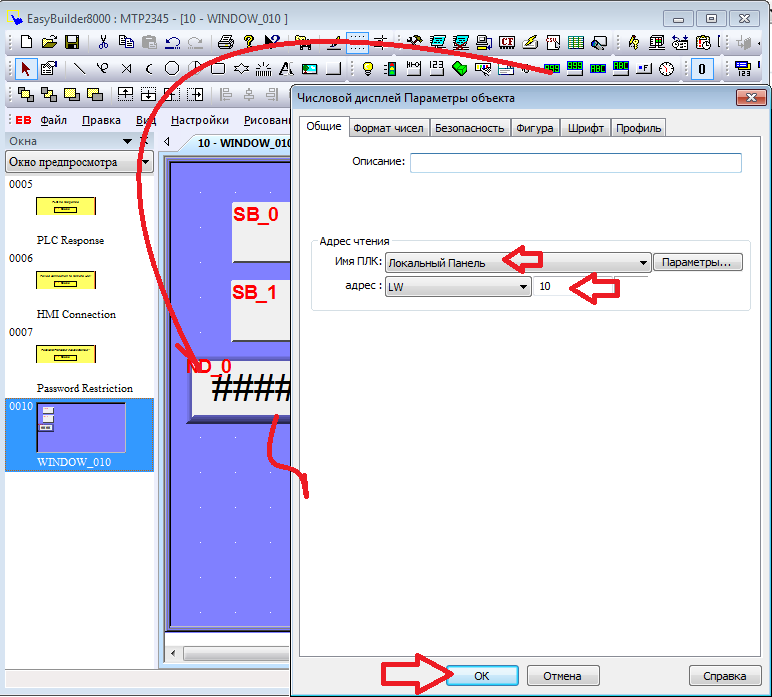 EasyBuilder8000 : MTP2345 - [10 - WINDOW_010 ]
Числовой дисплей Параметры объекта
EB Файл Правка Вид Настройки Рисовани
Окна
10 - WINDOW_010
Окно предпросмотра
0005
PLC Response
0006
HMI Connection
0007
Password Restriction
0010
WINDOW_010
SB_0
SB_1
ND_0
####
Общие Формат чисел Безопасность Фигура Шрифт Профиль
Описание:
Адрес чтения
Имя ПЛК: Локальный Панель Параметры...
адрес : LW 10
OK Отмена Справка